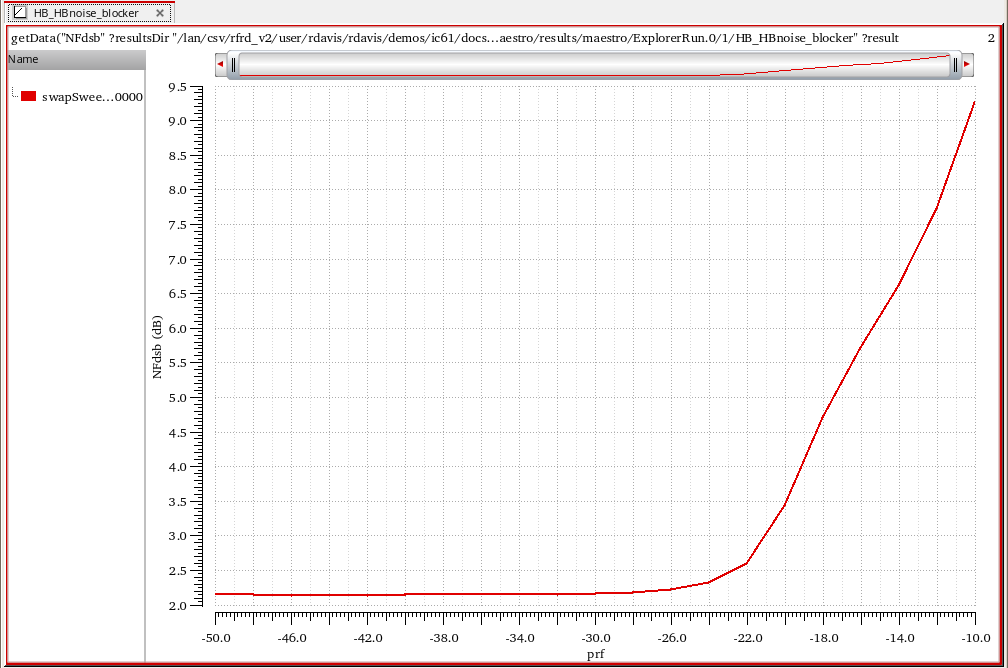 HB_HBnoise_blocker ×
getData("NFdsb" ?resultsDir "/lan/csv/rfrd_v2/user/rdavis/rdavis/demos/ic61/docs...aestro/results/maestro/ExplorerRun.0/1/HB_HBnoise_blocker" ?result 2
Name
swapSwee...0000
9.5
9.0
8.5
8.0
7.5
7.0
6.5
6.0
5.5
5.0
4.5
4.0
3.5
3.0
2.5
2.0
NFdsb (dB)
-50.0 -46.0 -42.0 -38.0 -34.0 -30.0 -26.0 -22.0 -18.0 -14.0 -10.0
prf